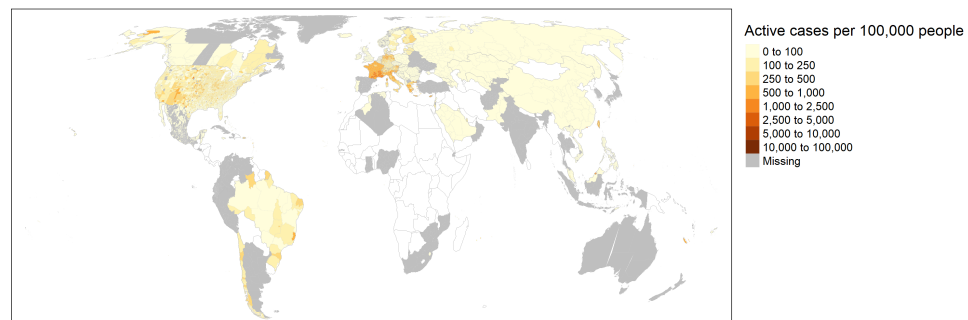 Active cases per 100,000 people
0 to 100
100 to 250
250 to 500
500 to 1,000
1,000 to 2,500
2,500 to 5,000
5,000 to 10,000
10,000 to 100,000
Missing